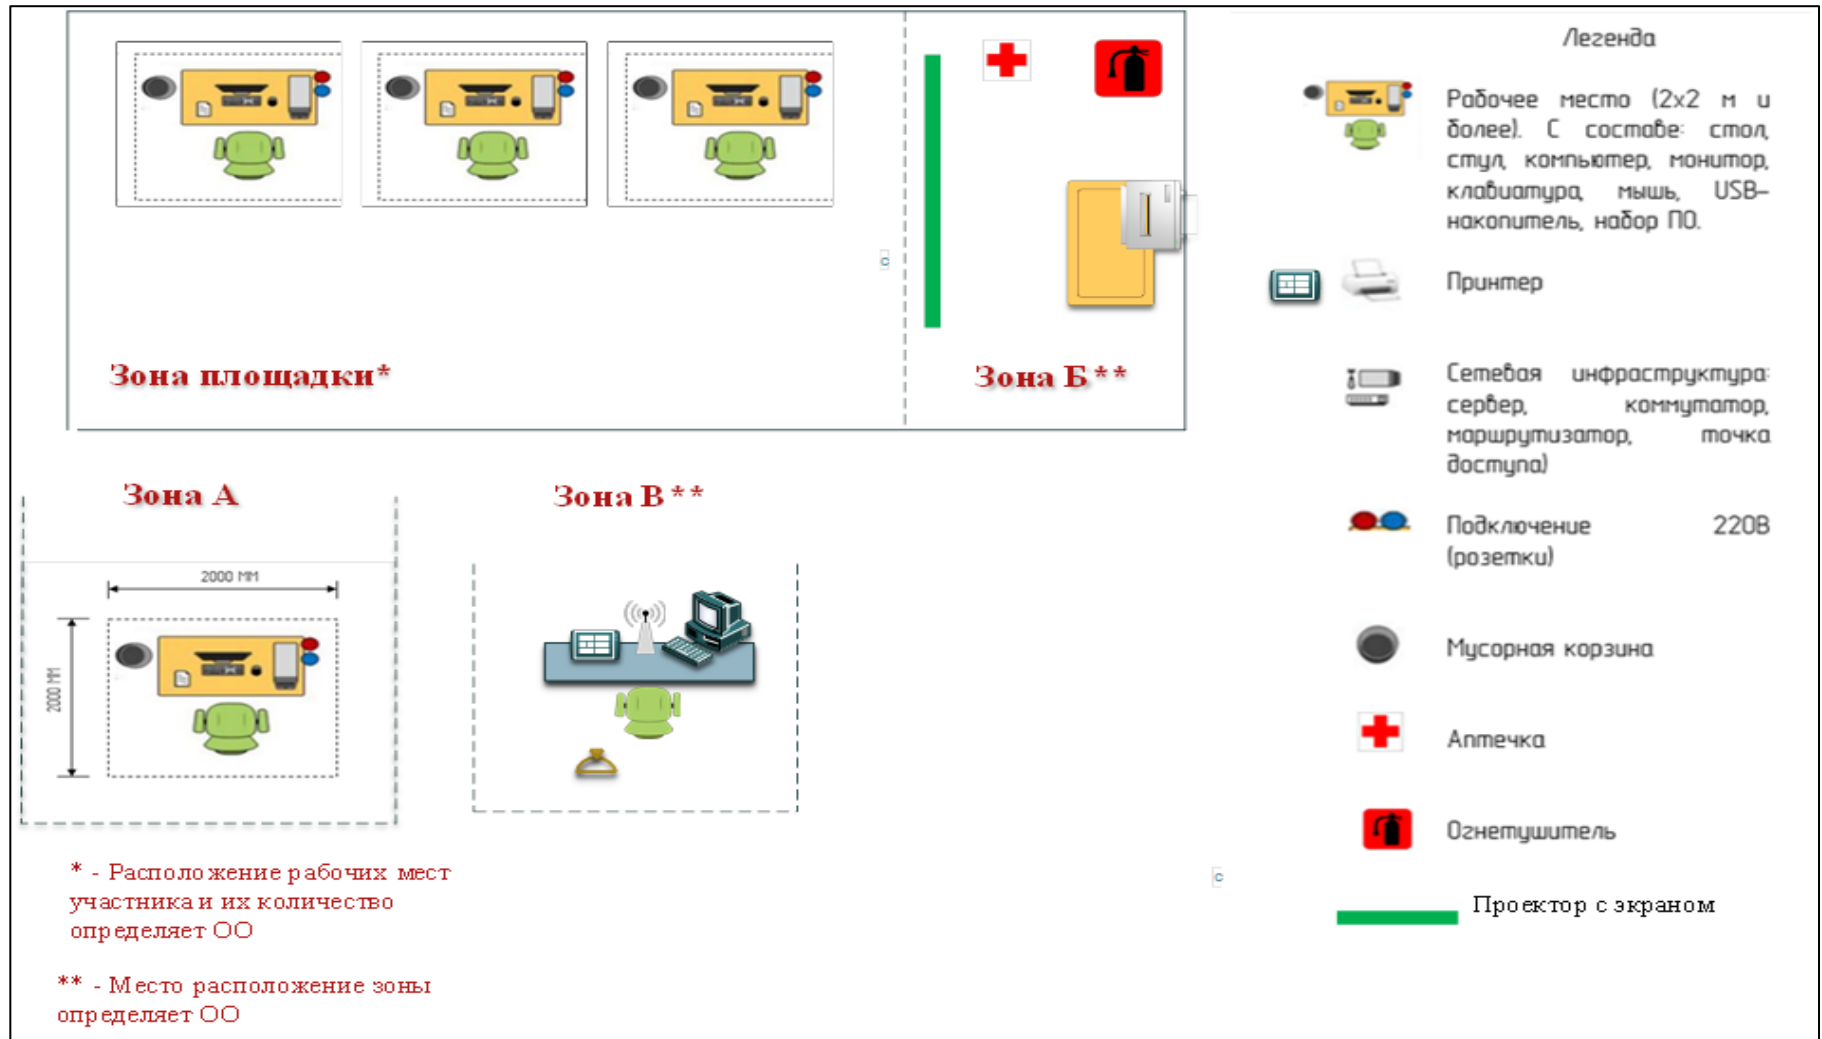 Зона площадки*
Зона Б**
с
Зона А
2000 ММ
2000 ММ
Зона В**
* - Расположение рабочих мест
участника и их количество
определяет ОО
** - Место расположение зоны
определяет ОО
с
Легенда
Рабочее место (2х2 м и
более). С составе: стол,
стул, компьютер, монитор,
клавиатура, мышь, USB–
накопитель, набор ПО.
Принтер
Сетевая инфраструктура:
сервер, коммутатор,
маршрутизатор, точка
доступа)
Подключение 220В
(розетки)
Мусорная корзина
Аптечка
Огнетушитель
Проектор с экраном